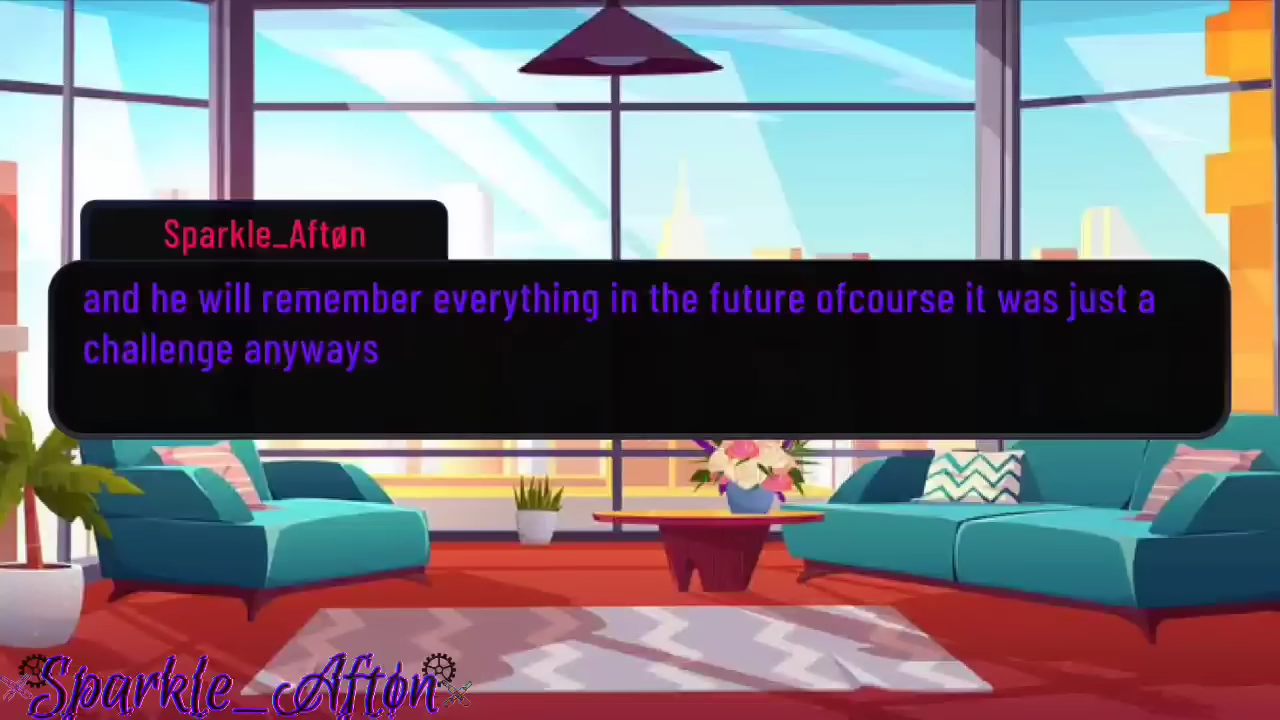 Sparkle_Aftøn
and he will remember everything in the future ofcourse it was just a
challenge anyways
Sparkle_Aftøn